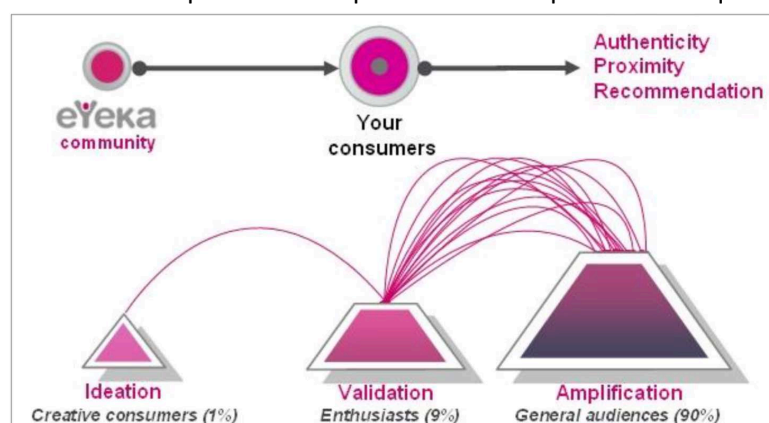 Authenticity
Proximity
Recommendation
eYeka
community
Your
consumers
Ideation
Creative consumers (1%)
Validation
Enthusiasts (9%)
Amplification
General audiences (90%)